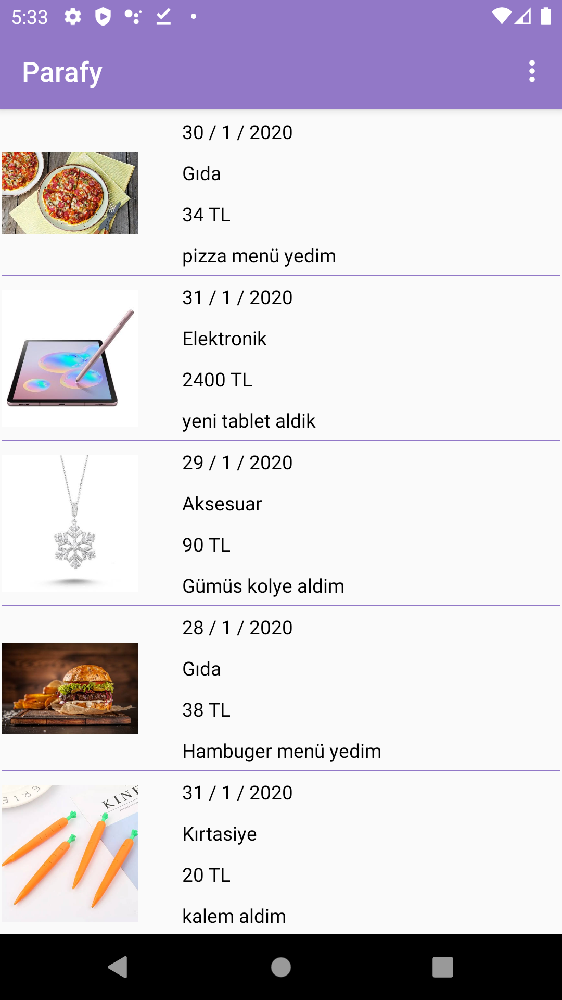 5:33
Parafy
30 / 1 / 2020
Gıda
34 TL
pizza menü yedim
31 / 1 / 2020
Elektronik
2400 TL
yeni tablet aldik
29 / 1 / 2020
Aksesuar
90 TL
Gümüs kolye aldim
28 / 1 / 2020
Gıda
38 TL
Hambuger menü yedim
31 / 1 / 2020
Kırtasiye
20 TL
kalem aldim